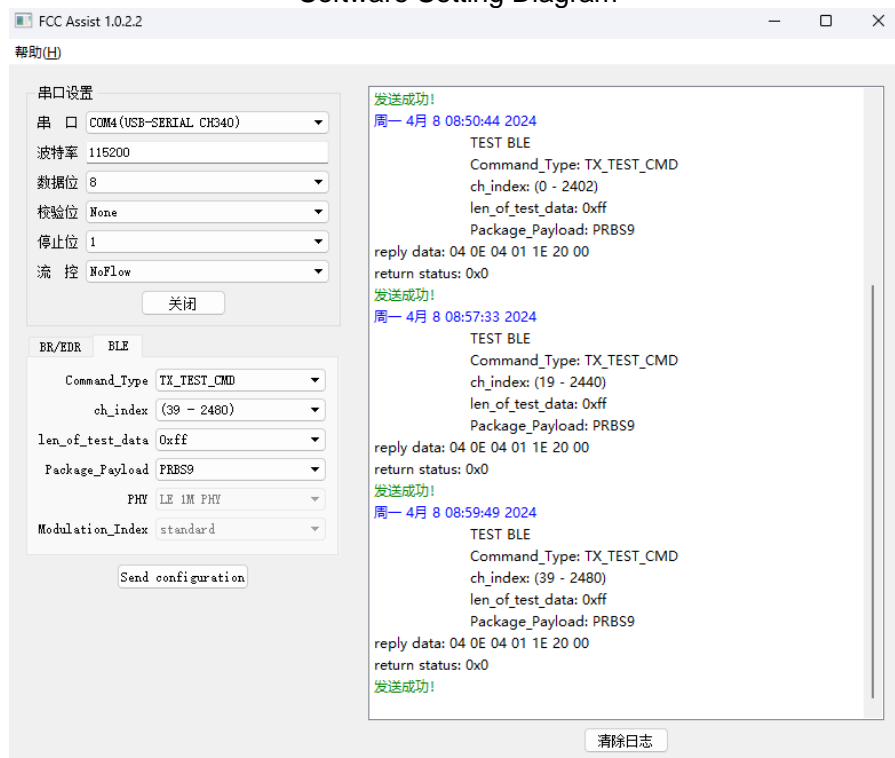 Software Setting Diagram
FCC Assist 1.0.2.2
帮助(H)
串口设置
串 口 COM4(USB-SERIAL CH340)
波特率 115200
数据位 8
校验位 None
停止位 1
流 控 NoFlow
关闭
BR/EDR BLE
Command_Type TX_TEST_CMD
ch_index (39 - 2480)
len_of_test_data 0xff
Package_Payload PRBS9
PHY LE 1M PHY
Modulation_Index standard
Send configuration
发送成功!
周一 4月 8 08:50:44 2024
TEST BLE
Command_Type: TX_TEST_CMD
ch_index: (0 - 2402)
len_of_test_data: 0xff
Package_Payload: PRBS9
reply data: 04 0E 04 01 1E 20 00
return status: 0x0
发送成功!
周一 4月 8 08:57:33 2024
TEST BLE
Command_Type: TX_TEST_CMD
ch_index: (19 - 2440)
len_of_test_data: 0xff
Package_Payload: PRBS9
reply data: 04 0E 04 01 1E 20 00
return status: 0x0
发送成功!
周一 4月 8 08:59:49 2024
TEST BLE
Command_Type: TX_TEST_CMD
ch_index: (39 - 2480)
len_of_test_data: 0xff
Package_Payload: PRBS9
reply data: 04 0E 04 01 1E 20 00
return status: 0x0
发送成功!
清除日志